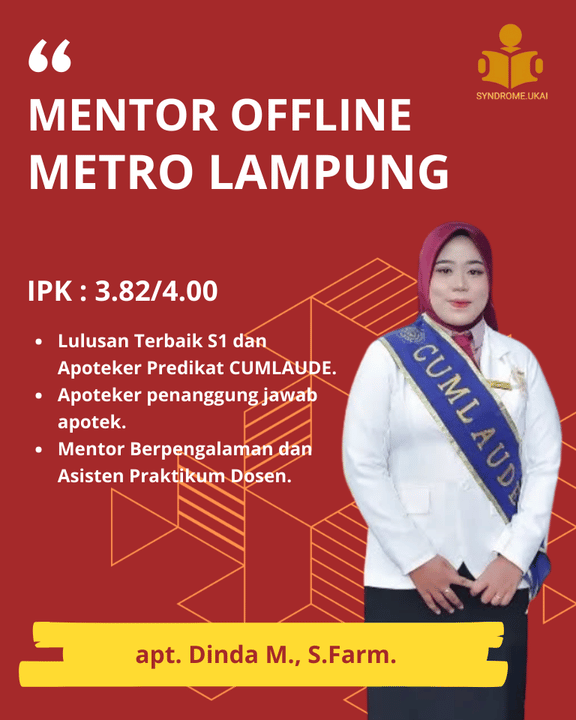 SYNDROME.UKAI
MENTOR OFFLINE
METRO LAMPUNG
IPK : 3.82/4.00
• Lulusan Terbaik S1 dan
Apoteker Predikat CUMLAUDE.
• Apoteker penanggung jawab
apotek.
• Mentor Berpengalaman dan
Asisten Praktikum Dosen.
CUMLAUDE
apt. Dinda M., S.Farm.